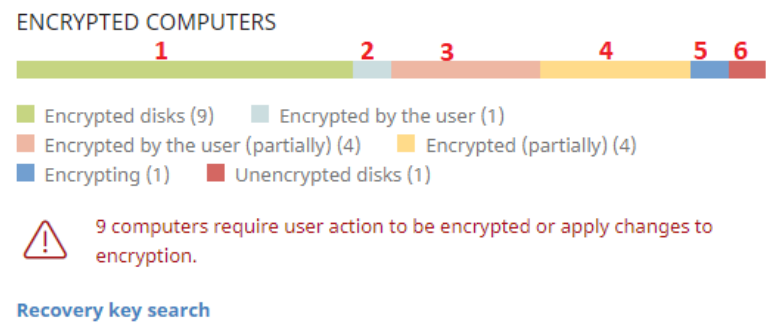 ENCRYPTED COMPUTERS
1 2 3 4 5 6
Encrypted disks (9) Encrypted by the user (1)
Encrypted by the user (partially) (4) Encrypted (partially) (4)
Encrypting (1) Unencrypted disks (1)
9 computers require user action to be encrypted or apply changes to
encryption.
Recovery key search